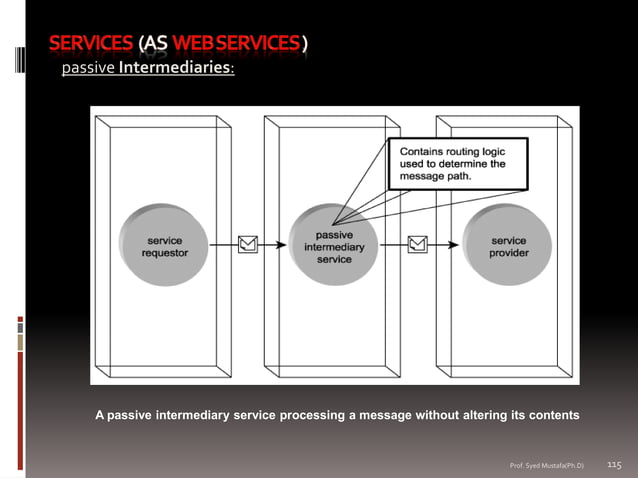 SERVICES (AS WEB SERVICES)
passive Intermediaries:
Contains routing logic
used to determine the
message path.
service
requestor
passive
intermediary
service
service
provider
A passive intermediary service processing a message without altering its contents
Prof. Syed Mustafa(Ph.D)
115